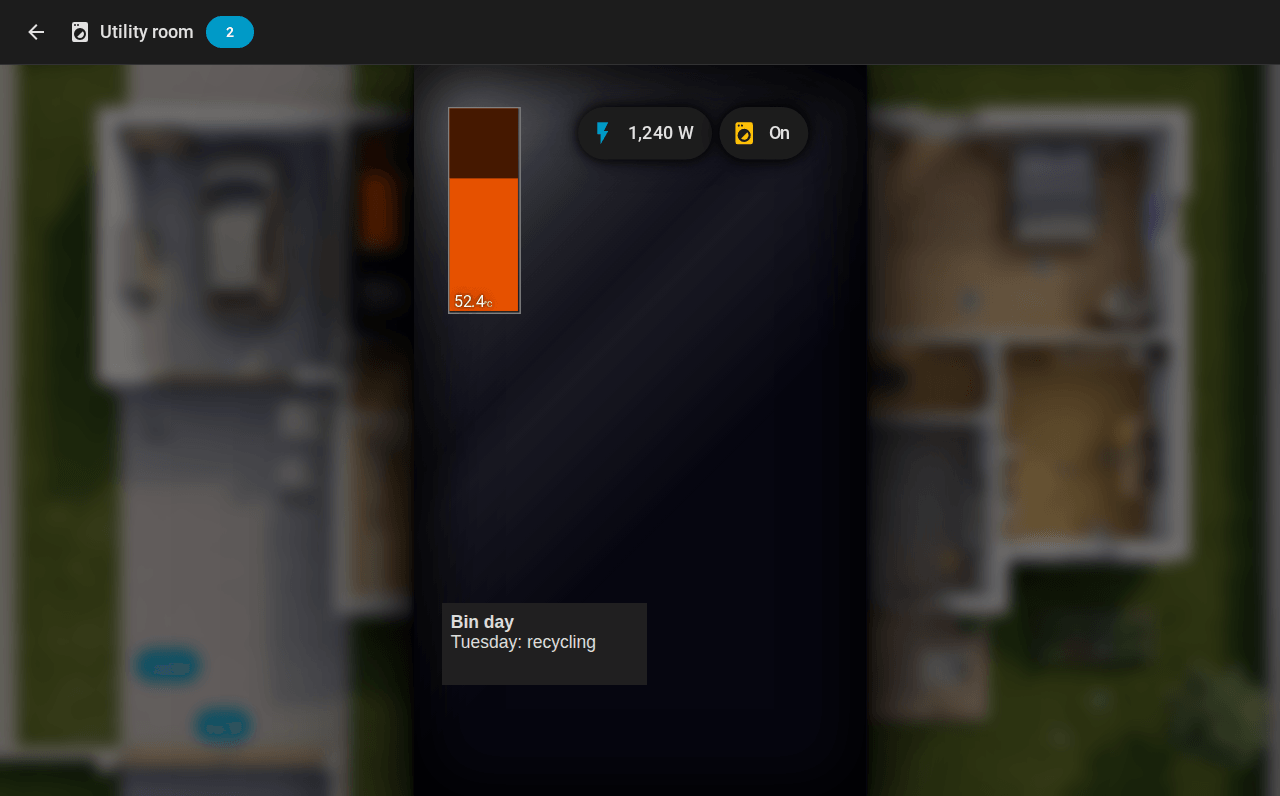 Utility room
2
1,240 W
On
52.4°C
Bin day
Tuesday: recycling